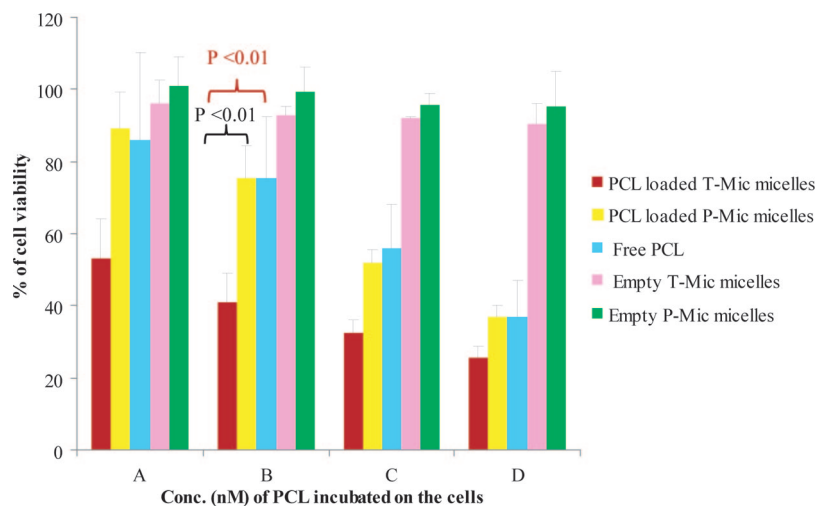 120
100
80
60
40
20
0
% of cell viability
P <0.01
P <0.01
A
B
C
D
Conc. (nM) of PCL incubated on the cells
PCL loaded T-Mic micelles
PCL loaded P-Mic micelles
Free PCL
Empty T-Mic micelles
Empty P-Mic micelles